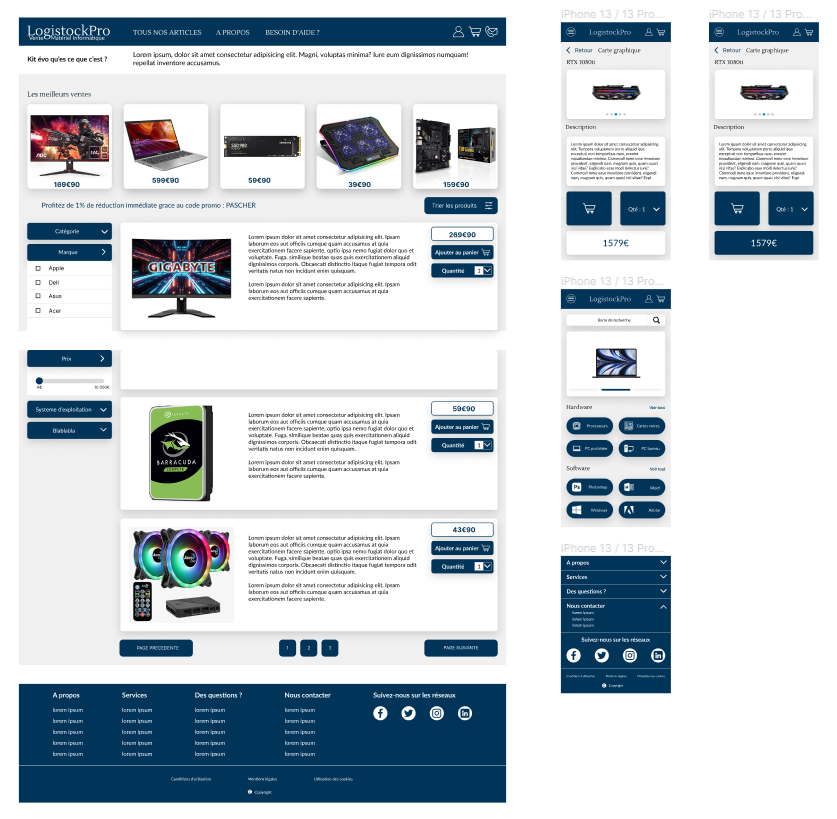 LogistockPro
Vente Matériel Informatique
TOUS NOS ARTICLES
A PROPOS
BESOIN D'AIDE ?
Kit évo qu'es ce que c'est ?
Lorem ipsum, dolor sit amet consectetur adipisicing elit. Magni, voluptas minima? Iure eum dignissimos numquam!
repellat inventore accusamus.
Les meilleurs ventes
169€90
599€90
59€90
39€90
159€90
Profitez de 1% de réduction immédiate grace au code promo : PASCHER
Trier les produits
Catégorie
Marque
Apple
Dell
Asus
Acer
GIGABYTE
Lorem ipsum dolor sit amet consectetur adipisicing elit. Ipsam
laborum eos aut officiis cumque quam accusamus at quia
exercitationem facere sapiente, optio ipsa nemo fugiat dolor quo et
voluptate. Fuga, similique beatae quas quis exercitationem aliquid
dignissimos corporis. Obcaecati distinctio itaque fugiat tempora odit
veritatis natus non incidunt enim quisquam.
Lorem ipsum dolor sit amet consectetur adipisicing elit. Ipsam
laborum eos aut officiis cumque quam accusamus at quia
exercitationem facere sapiente.
269€90
Ajouter au panier
Quantité
1
Prix
0€
Systeme d'exploitation
Blablabla
BARRACUDA
Lorem ipsum dolor sit amet consectetur adipisicing elit. Ipsam
laborum eos aut officiis cumque quam accusamus at quia
exercitationem facere sapiente, optio ipsa nemo fugiat dolor quo et
voluptate. Fuga, similique beatae quas quis exercitationem aliquid
dignissimos corporis. Obcaecati distinctio itaque fugiat tempora odit
veritatis natus non incidunt enim quisquam.
Lorem ipsum dolor sit amet consectetur adipisicing elit. Ipsam
laborum eos aut officiis cumque quam accusamus at quia
exercitationem facere sapiente.
59€90
Ajouter au panier
Quantité
1
Lorem ipsum dolor sit amet consectetur adipisicing elit. Ipsam
laborum eos aut officiis cumque quam accusamus at quia
exercitationem facere sapiente, optio ipsa nemo fugiat dolor quo et
voluptate. Fuga, similique beatae quas quis exercitationem aliquid
dignissimos corporis. Obcaecati distinctio itaque fugiat tempora odit
veritatis natus non incidunt enim quisquam.
Lorem ipsum dolor sit amet consectetur adipisicing elit. Ipsam
laborum eos aut officiis cumque quam accusamus at quia
exercitationem facere sapiente.
43€90
Ajouter au panier
Quantité
1
PAGE PRECEDENTE
1
2
3
PAGE SUIVANTE
A propos
lorem ipsum
lorem ipsum
lorem ipsum
lorem ipsum
Services
lorem ipsum
lorem ipsum
lorem ipsum
lorem ipsum
Des questions ?
lorem ipsum
lorem ipsum
lorem ipsum
lorem ipsum
Nous contacter
lorem ipsum
lorem ipsum
lorem ipsum
lorem ipsum
Suivez-nous sur les réseaux
Conditions d'utilisation
Mentions légales
Utilisation des cookies
Copyright
iPhone 13 / 13 Pro...
LogistockPro
Retour
Carte graphique
RTX 3080ti
Description
Qté : 1
1579€
iPhone 13 / 13 Pro...
LogistockPro
Retour
Carte graphique
RTX 3080ti
Description
Qté : 1
1579€
iPhone 13 / 13 Pro...
LogistockPro
Barre de recherche
Hardware
Voir tout
Processeurs
Cartes mères
PC portable
PC bureau
Software
Voir tout
Photoshop
Word
Windows
Adobe
iPhone 13 / 13 Pro...
A propos
Services
Des questions ?
Nous contacter
lorem ipsum
lorem ipsum
lorem ipsum
Suivez-nous sur les réseaux
Conditions d'utilisation
Mentions légales
Utilisation des cookies
Copyright